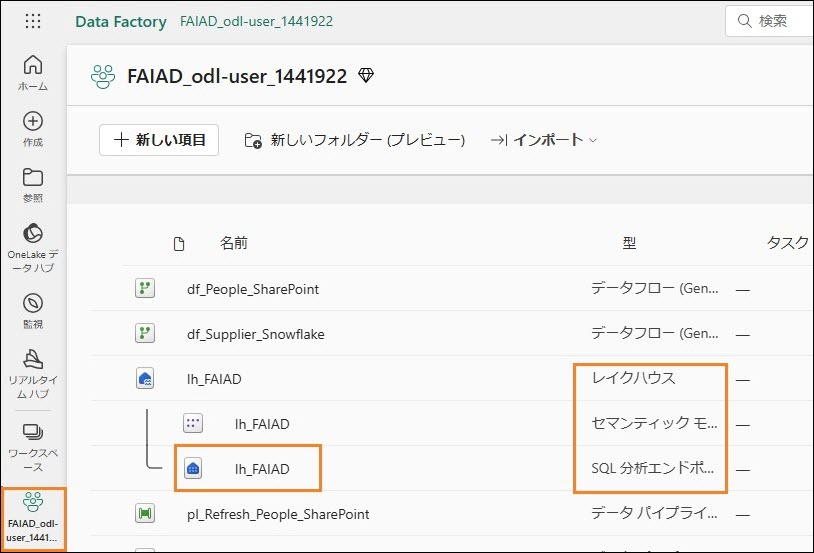 Data Factory FAIAD_odl-user_1441922 検索
FAIAD_odl-user_1441922
新しい項目 新しいフォルダー (プレビュー) インポート
名前 型 タスク
df_People_SharePoint データフロー (Gen... —
df_Supplier_Snowflake データフロー (Gen... —
lh_FAIAD レイクハウス —
lh_FAIAD セマンティック モ... —
lh_FAIAD SQL 分析エンドポ... —
pl_Refresh_People_SharePoint データ パイプライ... —
ホーム
作成
参照
OneLake デ
ータ ハブ
監視
リアルタイ
ム ハブ
ワークスペ
ース
FAIAD_odl-
user_1441...